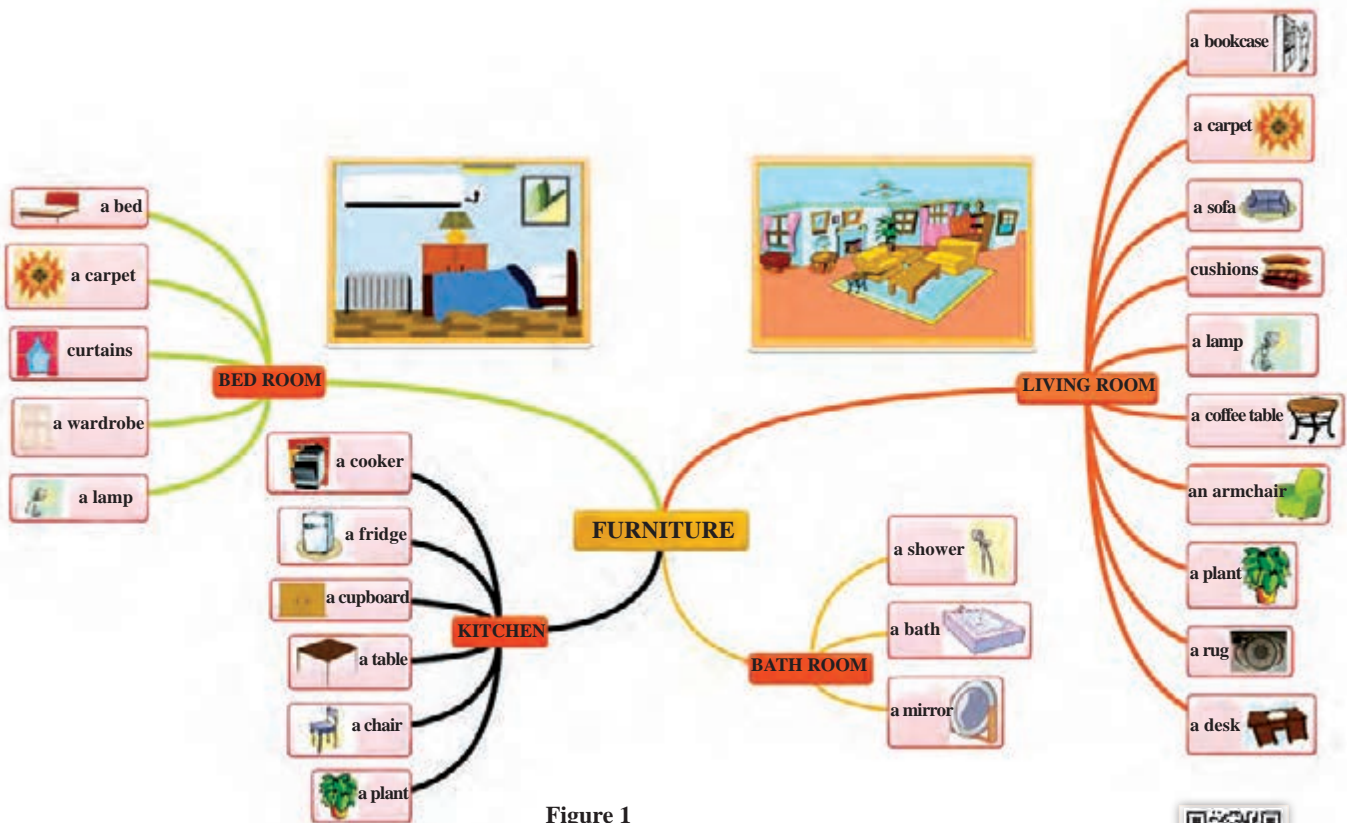 FURNITURE
BED ROOM
a bed
a carpet
curtains
a wardrobe
a lamp
KITCHEN
a cooker
a fridge
a cupboard
a table
a chair
a plant
BATH ROOM
a shower
a bath
a mirror
LIVING ROOM
a bookcase
a carpet
a sofa
cushions
a lamp
a coffee table
an armchair
a plant
a rug
a desk
Figure 1